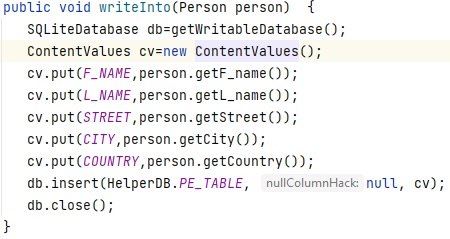 public void writeInto(Person person)  {
    SQLiteDatabase db=getWritableDatabase();
    ContentValues cv=new ContentValues();
    cv.put(F_NAME,person.getF_name());
    cv.put(L_NAME,person.getL_name());
    cv.put(STREET,person.getStreet());
    cv.put(CITY,person.getCity());
    cv.put(COUNTRY,person.getCountry());
    db.insert(HelperDB.PE_TABLE, nullColumnHack: null, cv);
    db.close();
}